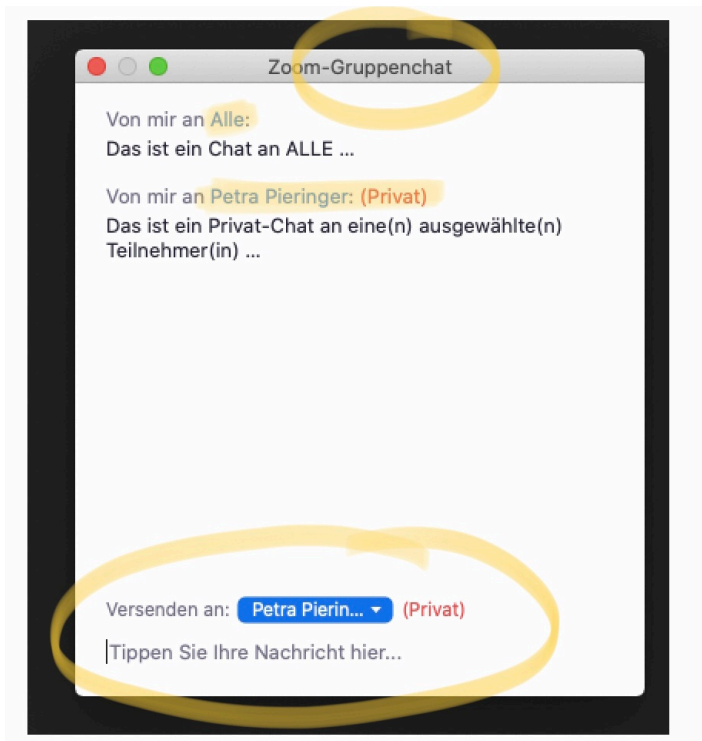 Zoom-Gruppenchat
Von mir an Alle:
Das ist ein Chat an ALLE ...
Von mir an Petra Pieringer: (Privat)
Das ist ein Privat-Chat an eine(n) ausgewählte(n)
Teilnehmer(in) ...
Versenden an: Petra Pierin... (Privat)
Tippen Sie Ihre Nachricht hier...